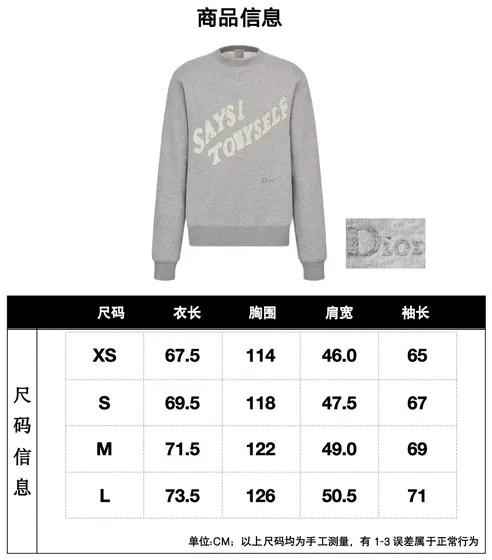 商品信息
SAYS I
TO MYSELF
Dior
Dior
尺码 衣长 胸围 肩宽 袖长
尺码信息
XS 67.5 114 46.0 65
S 69.5 118 47.5 67
M 71.5 122 49.0 69
L 73.5 126 50.5 71
单位:CM; 以上尺码均为手工测量，有 1-3 误差属于正常行为